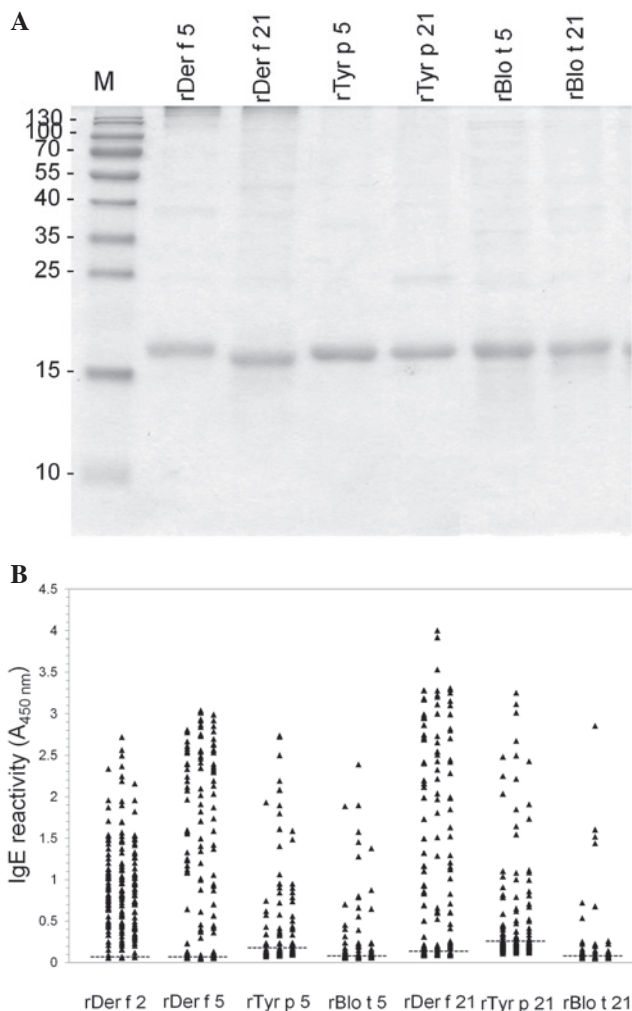 A
M
rDer f 5
rDer f 21
rTyr p 5
rTyr p 21
rBlo t 5
rBlo t 21
130 -
100 -
70 -
55 -
40 -
35 -
25 -
15 -
10 -
B
IgE reactivity (A450 nm)
4.5
4
3.5
3
2.5
2
1.5
1
0.5
0
rDer f 2 rDer f 5 rTyr p 5 rBlo t 5 rDer f 21 rTyr p 21 rBlo t 21